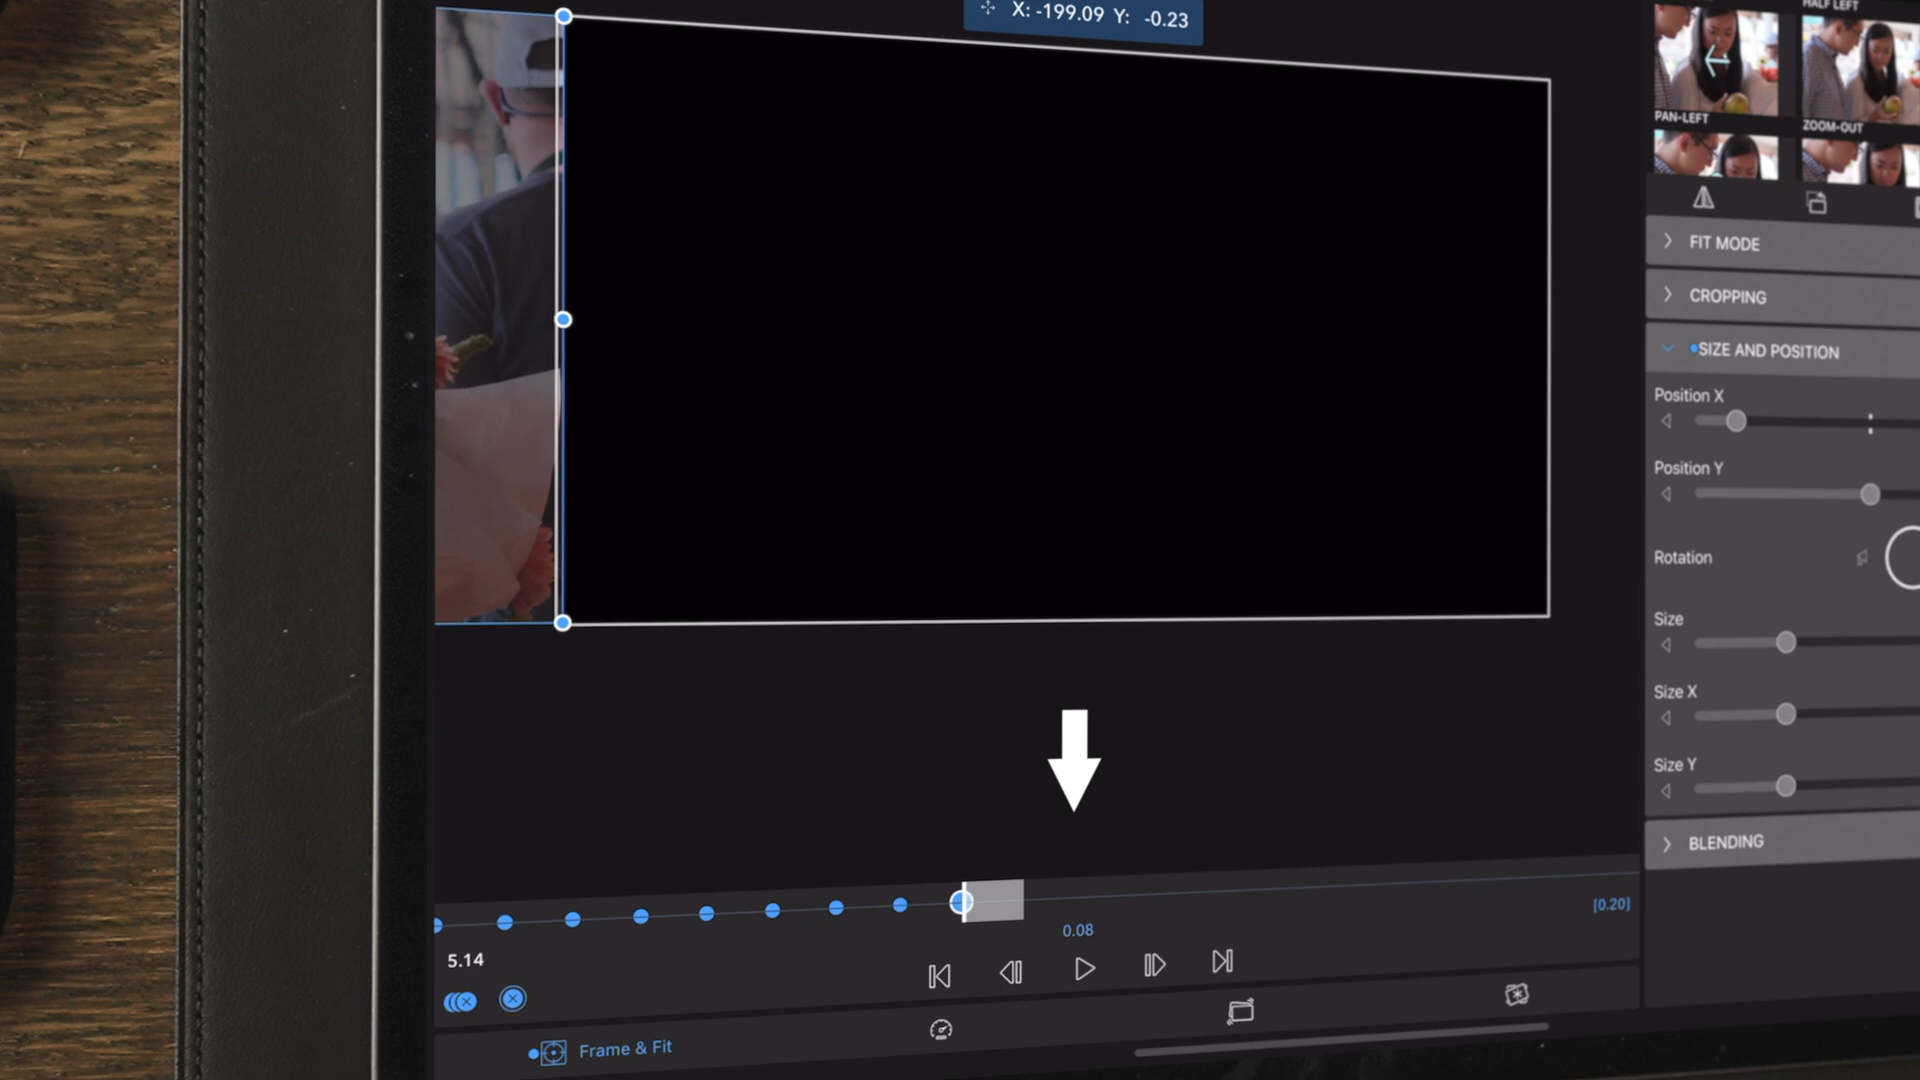 X: -199.09 Y: -0.23
HALF LEFT
PAN-LEFT
ZOOM-OUT
FIT MODE
CROPPING
SIZE AND POSITION
Position X
Position Y
Rotation
Size
Size X
Size Y
BLENDING
[0.20]
0.08
5.14
Frame & Fit